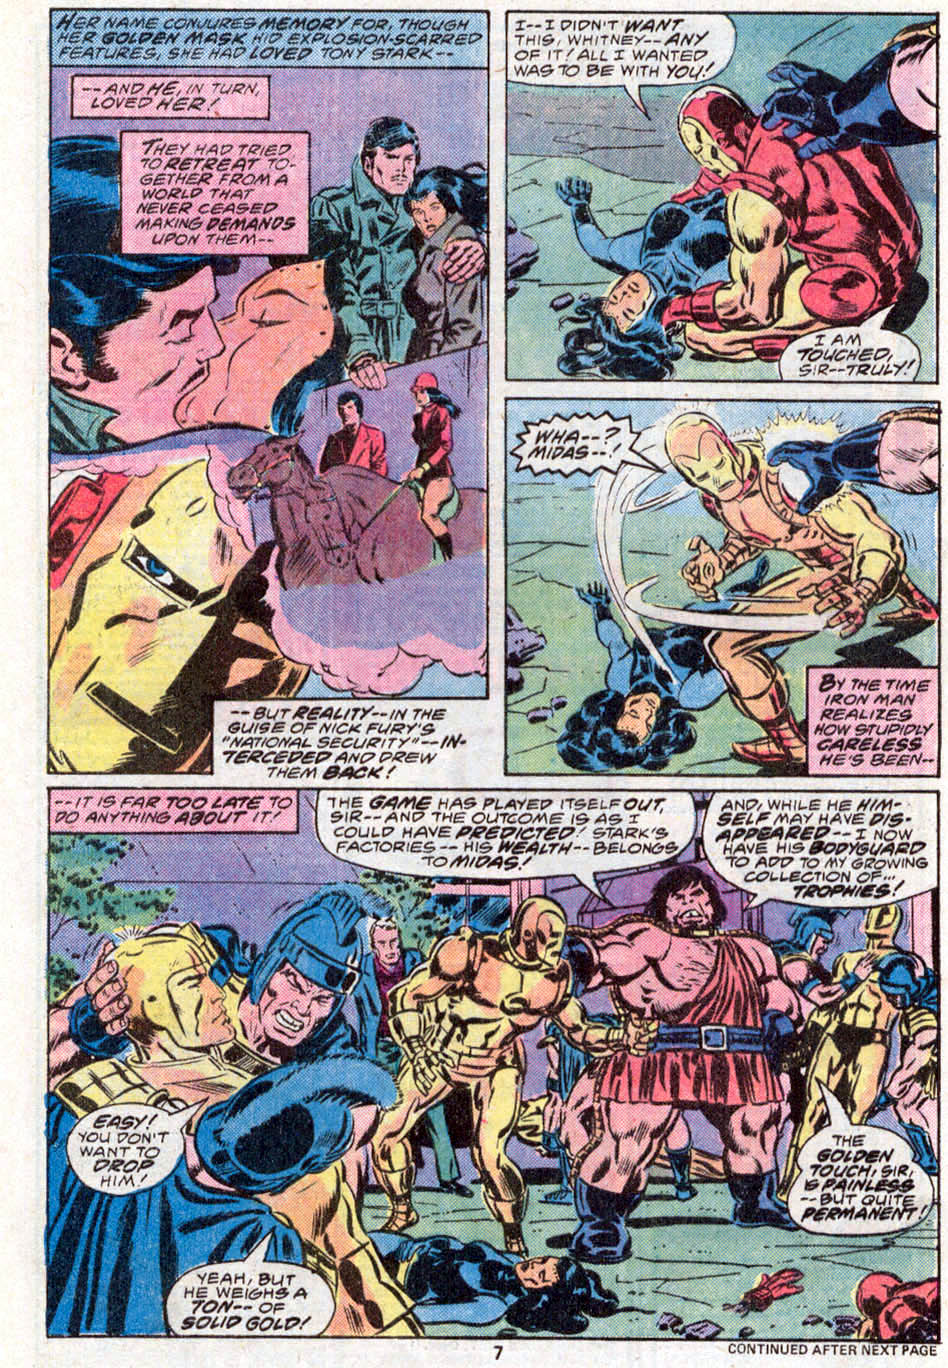 HER NAME CONJURES MEMORY FOR, THOUGH
HER GOLDEN MASK HID EXPLOSION-SCARRED
FEATURES, SHE HAD LOVED TONY STARK--
--AND HE, IN TURN,
LOVED HER!
THEY HAD TRIED
TO RETREAT TO-
GETHER FROM A
WORLD THAT
NEVER CEASED
MAKING DEMANDS
UPON THEM--
--BUT REALITY--IN THE
GUISE OF NICK FURY'S
"NATIONAL SECURITY"--IN-
TERCEDED AND DREW
THEM BACK!
I--I DIDN'T WANT
THIS, WHITNEY--ANY
OF IT! ALL I WANTED
WAS TO BE WITH YOU!
I AM
TOUCHED,
SIR--TRULY!
WHA--?
MIDAS--!
BY THE TIME
IRON MAN
REALIZES
HOW STUPIDLY
CARELESS
HE'S BEEN--
--IT IS FAR TOO LATE TO
DO ANYTHING ABOUT IT!
THE GAME HAS PLAYED ITSELF OUT,
SIR--AND THE OUTCOME IS AS I
COULD HAVE PREDICTED! STARK'S
FACTORIES--HIS WEALTH--BELONGS
TO MIDAS!
AND, WHILE HE HIM-
SELF MAY HAVE DIS-
APPEARED--I NOW
HAVE HIS BODYGUARD
TO ADD TO MY GROWING
COLLECTION OF...
TROPHIES!
EASY!
YOU DON'T
WANT TO
DROP
HIM!
YEAH, BUT
HE WEIGHS A
TON--OF
SOLID GOLD!
THE
GOLDEN
TOUCH, SIR,
IS PAINLESS
--BUT QUITE
PERMANENT!
7
CONTINUED AFTER NEXT PAGE